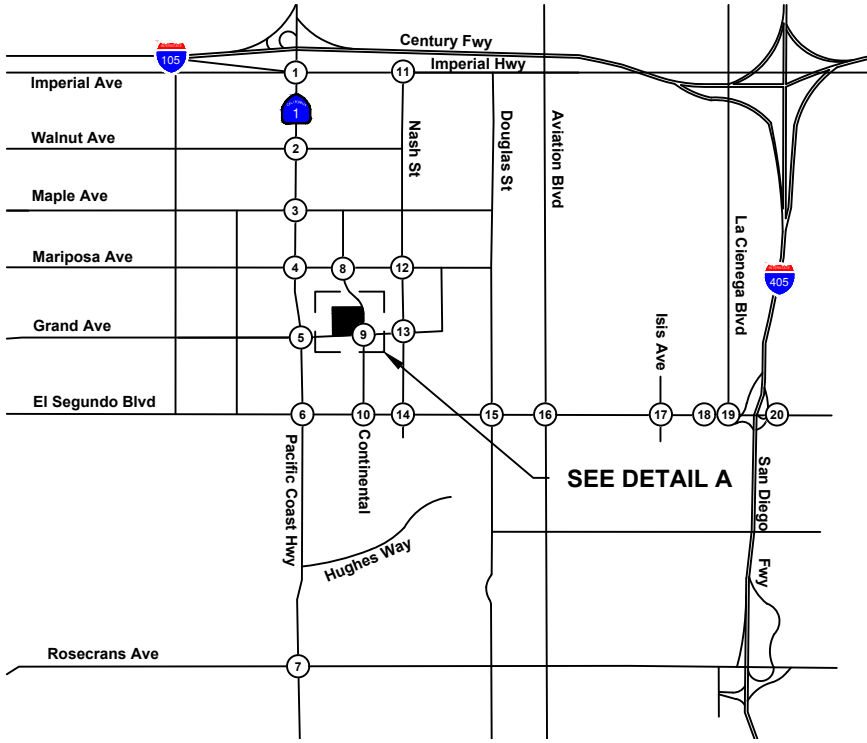 Century Fwy
105
Imperial Hwy
1
11
Imperial Ave
1
Walnut Ave
2
Nash St
Douglas St
Aviation Blvd
Maple Ave
3
La Cienega Blvd
Mariposa Ave
4
8
12
405
Grand Ave
5
9
13
Isis Ave
El Segundo Blvd
6
10
14
15
16
17
18
19
20
Pacific Coast Hwy
Continental
SEE DETAIL A
San Diego
Fwy
Hughes Way
Rosecrans Ave
7